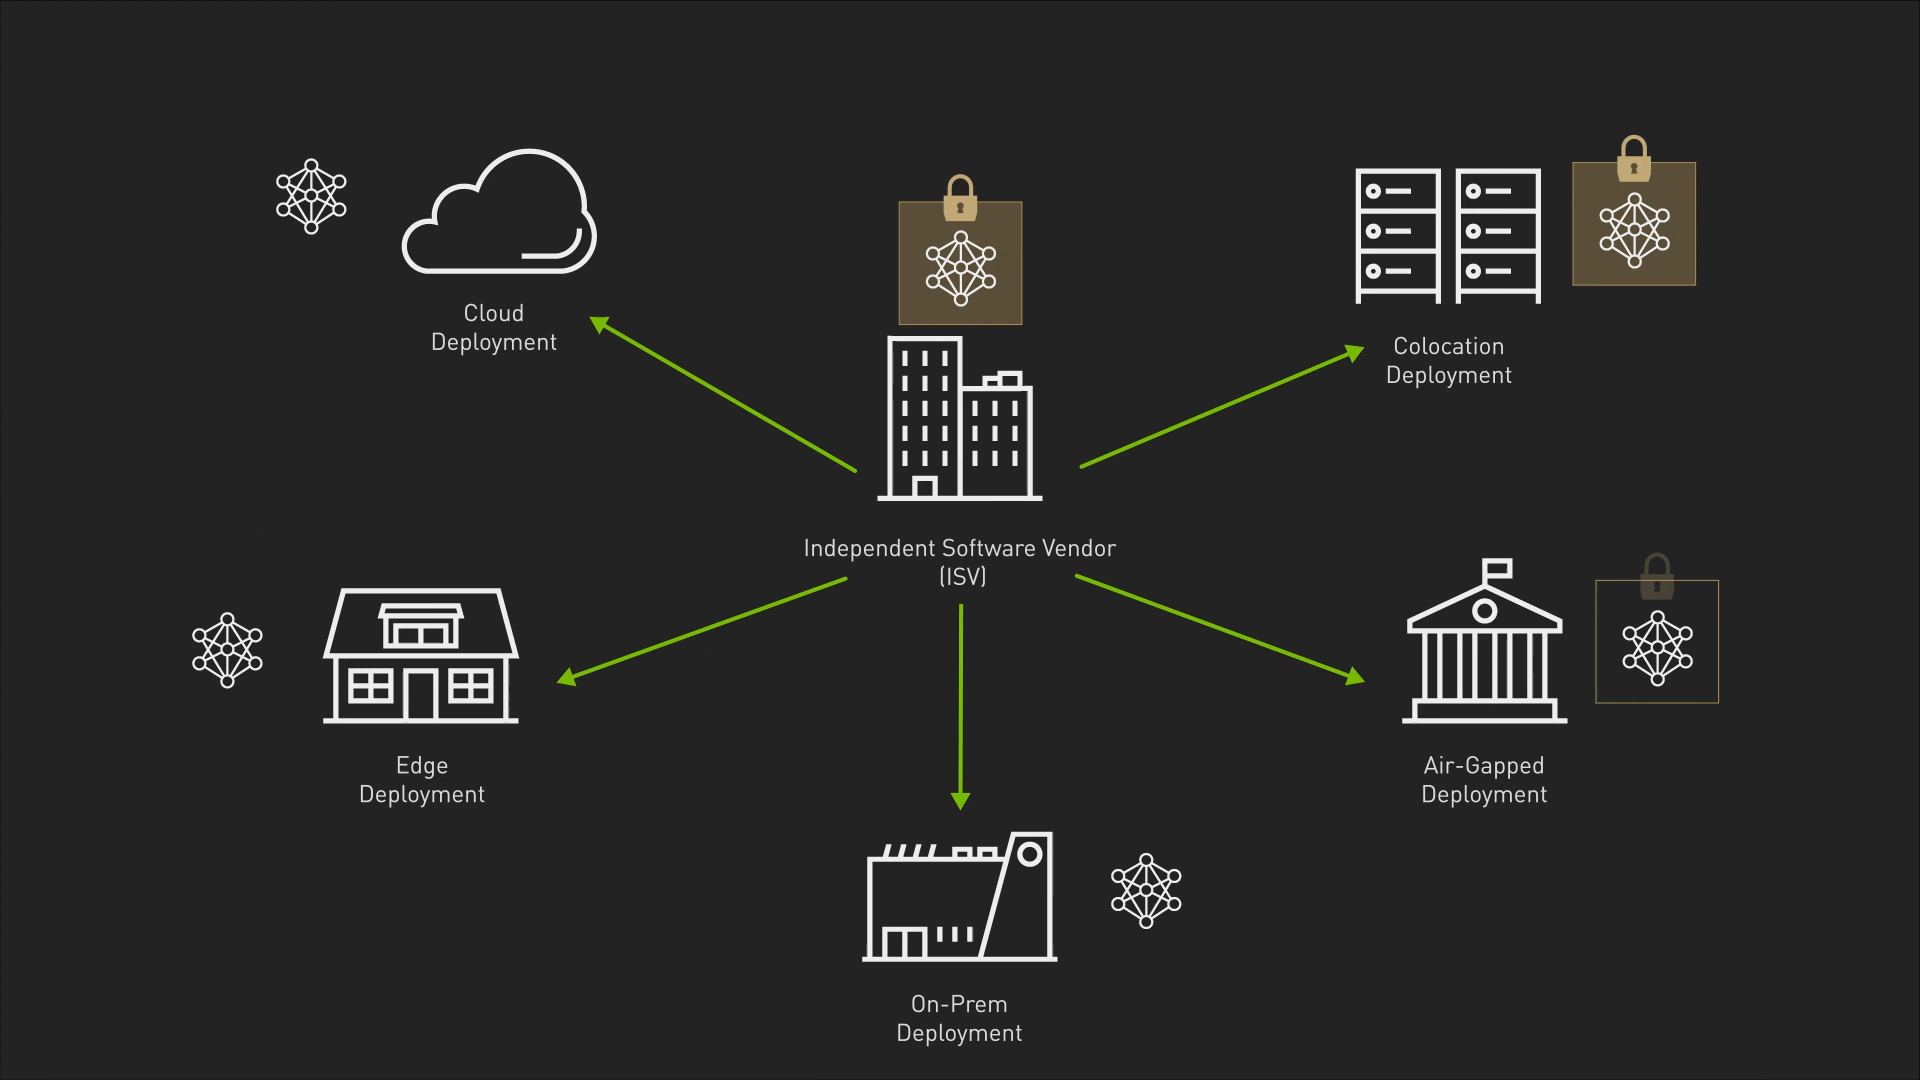 Cloud
Deployment
Colocation
Deployment
Independent Software Vendor
(ISV)
Edge
Deployment
Air-Gapped
Deployment
On-Prem
Deployment